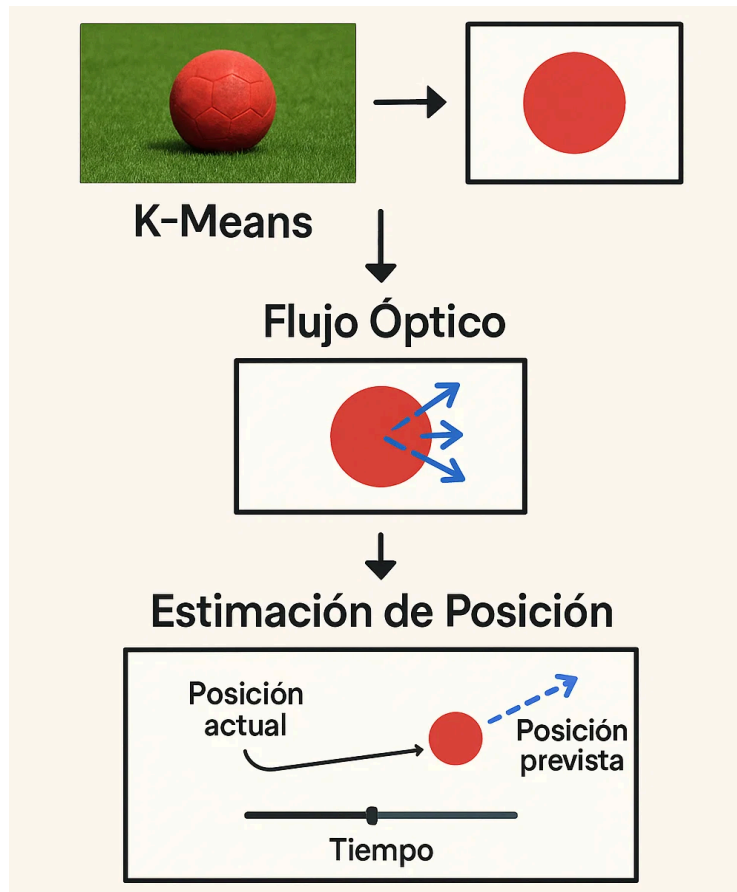 K-Means
Flujo Óptico
Estimación de Posición
Posición
actual
Posición
prevista
Tiempo